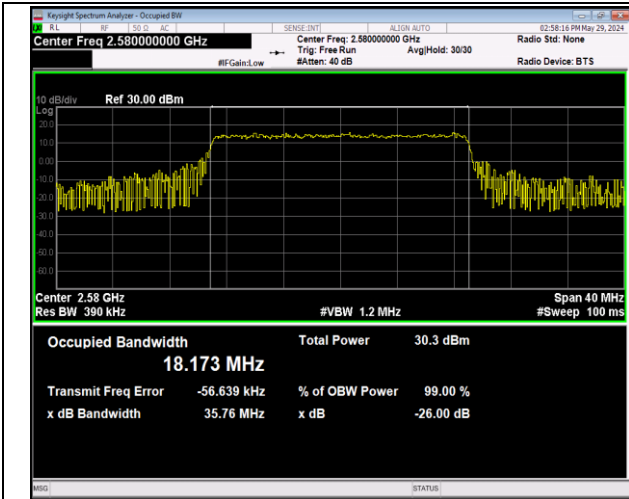 Keysight Spectrum Analyzer - Occupied BW
RL RF 50 Ω AC SENSE:INT ALIGN AUTO 02:58:16 PM May 29, 2024
Center Freq 2.580000000 GHz Center Freq: 2.580000000 GHz Radio Std: None
Trig: Free Run Avg|Hold: 30/30
#IFGain:Low #Atten: 40 dB Radio Device: BTS
10 dB/div Ref 30.00 dBm
Log
20.0
10.0
0.00
-10.0
-20.0
-30.0
-40.0
-50.0
-60.0
Center 2.58 GHz Span 40 MHz
Res BW 390 kHz #VBW 1.2 MHz #Sweep 100 ms
Occupied Bandwidth Total Power 30.3 dBm
18.173 MHz
Transmit Freq Error -56.639 kHz % of OBW Power 99.00 %
x dB Bandwidth 35.76 MHz x dB -26.00 dB
MSG STATUS